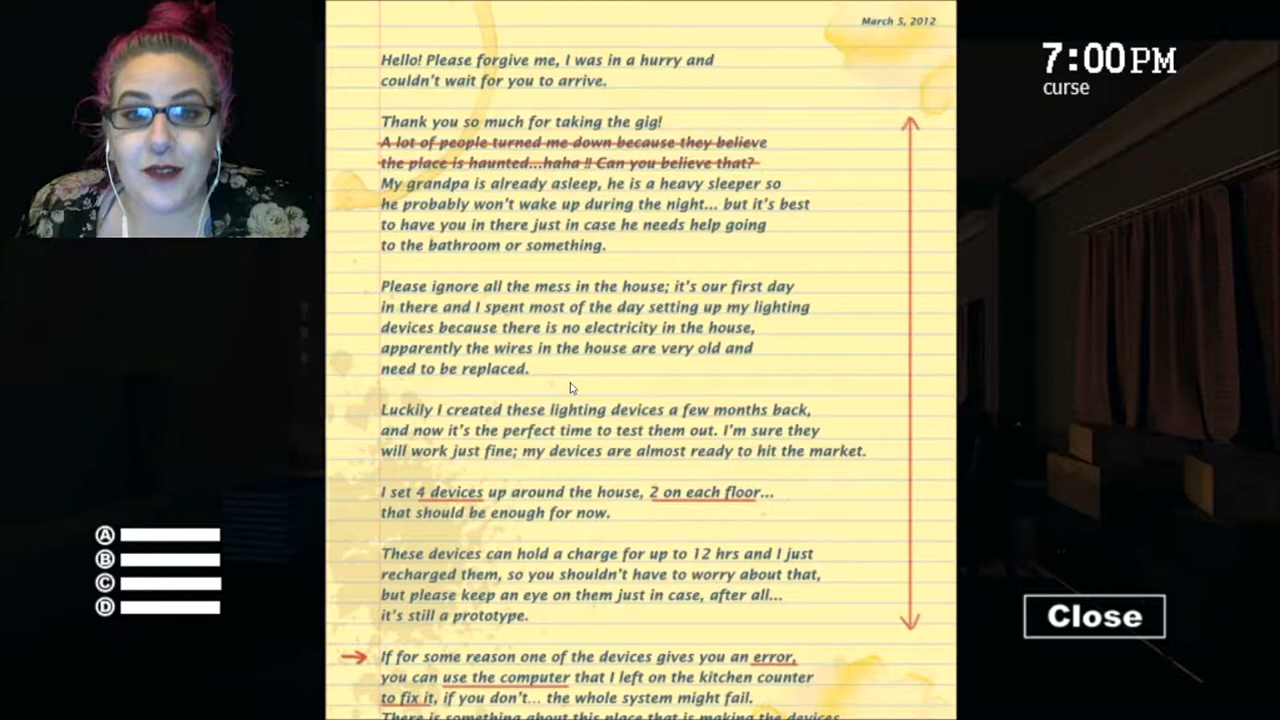 March 5, 2012
Hello! Please forgive me, I was in a hurry and
couldn't wait for you to arrive.
Thank you so much for taking the gig!
A lot of people turned me down because they believe
the place is haunted...haha !! Can you believe that?
My grandpa is already asleep, he is a heavy sleeper so
he probably won't wake up during the night... but it's best
to have you in there just in case he needs help going
to the bathroom or something.
Please ignore all the mess in the house; it's our first day
in there and I spent most of the day setting up my lighting
devices because there is no electricity in the house,
apparently the wires in the house are very old and
need to be replaced.
Luckily I created these lighting devices a few months back,
and now it's the perfect time to test them out. I'm sure they
will work just fine; my devices are almost ready to hit the market.
I set 4 devices up around the house, 2 on each floor...
that should be enough for now.
These devices can hold a charge for up to 12 hrs and I just
recharged them, so you shouldn't have to worry about that,
but please keep an eye on them just in case, after all...
it's still a prototype.
If for some reason one of the devices gives you an error,
you can use the computer that I left on the kitchen counter
to fix it, if you don't... the whole system might fail.
There is something about this place that is making the devices
7:00 PM
curse
A
B
C
D
Close